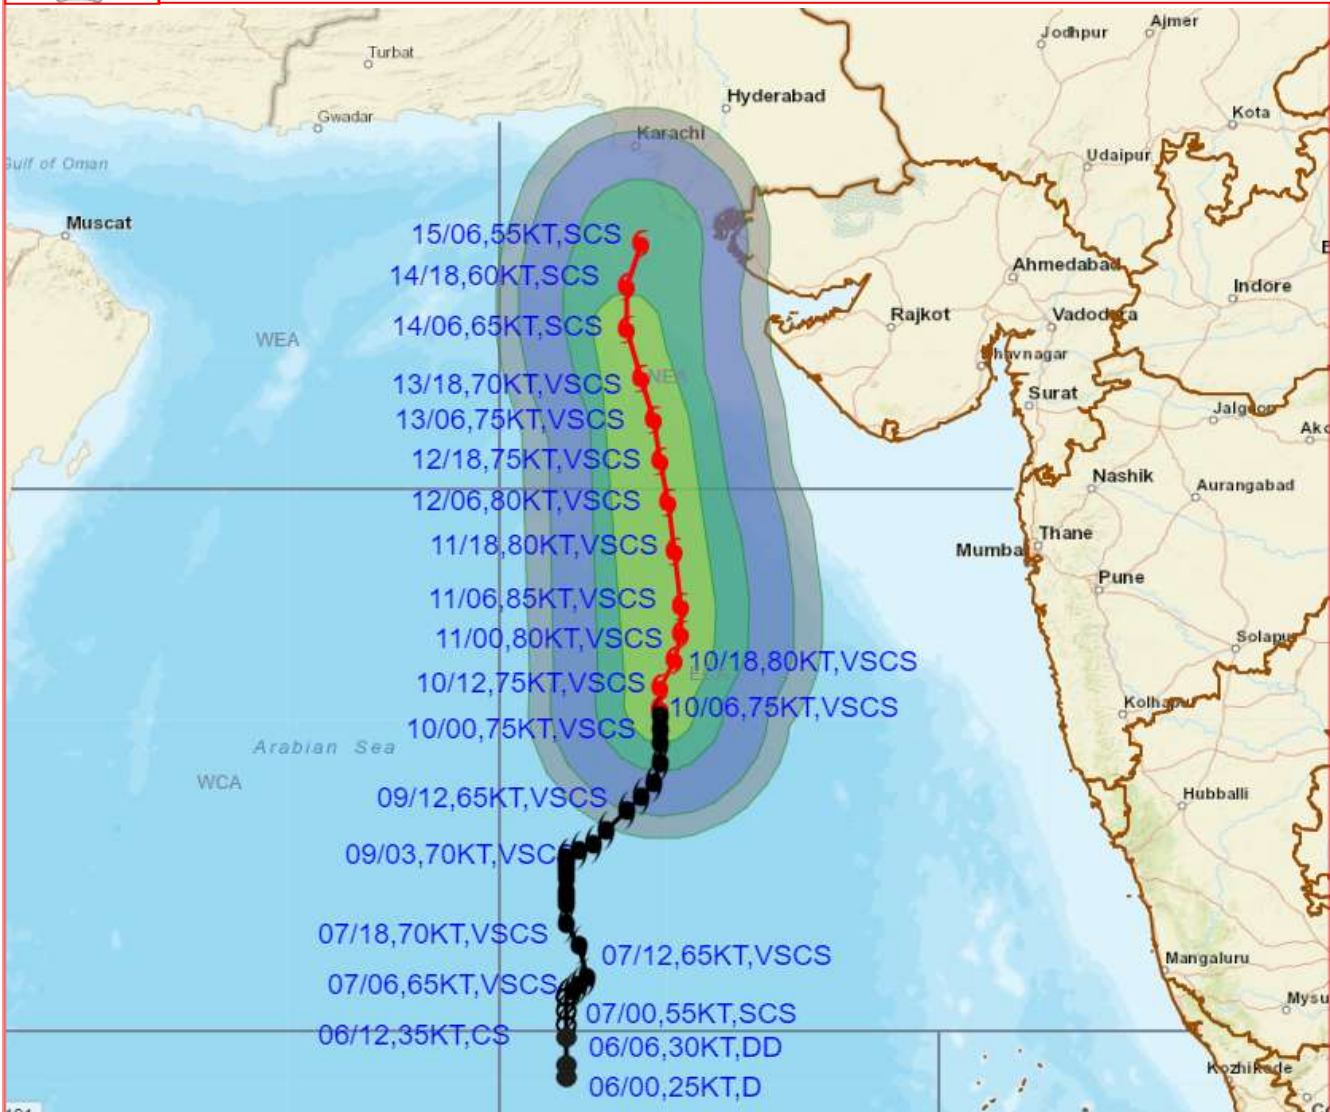 Ajmer
Jodhpur
Turbat
Hyderabad
Gwadar
Kota
Karachi
Udaipur
Gulf of Oman
Muscat
15/06,55KT,SCS
Ahmedabad
14/18,60KT,SCS
Indore
Rajkot
Vadodara
14/06,65KT,SCS
WEA
Bhavnagar
13/18,70KT,VSCS
Surat
Jalgaon
13/06,75KT,VSCS
12/18,75KT,VSCS
Nashik
Aurangabad
12/06,80KT,VSCS
Thane
11/18,80KT,VSCS
Mumbai
Pune
11/06,85KT,VSCS
11/00,80KT,VSCS
Solapur
10/18,80KT,VSCS
10/12,75KT,VSCS
Kolhapur
10/06,75KT,VSCS
10/00,75KT,VSCS
Arabian Sea
WCA
Hubballi
09/12,65KT,VSCS
09/03,70KT,VSCS
07/18,70KT,VSCS
07/12,65KT,VSCS
Mangaluru
07/06,65KT,VSCS
Mysu
07/00,55KT,SCS
06/12,35KT,CS
06/06,30KT,DD
Kozhikode
06/00,25KT,D